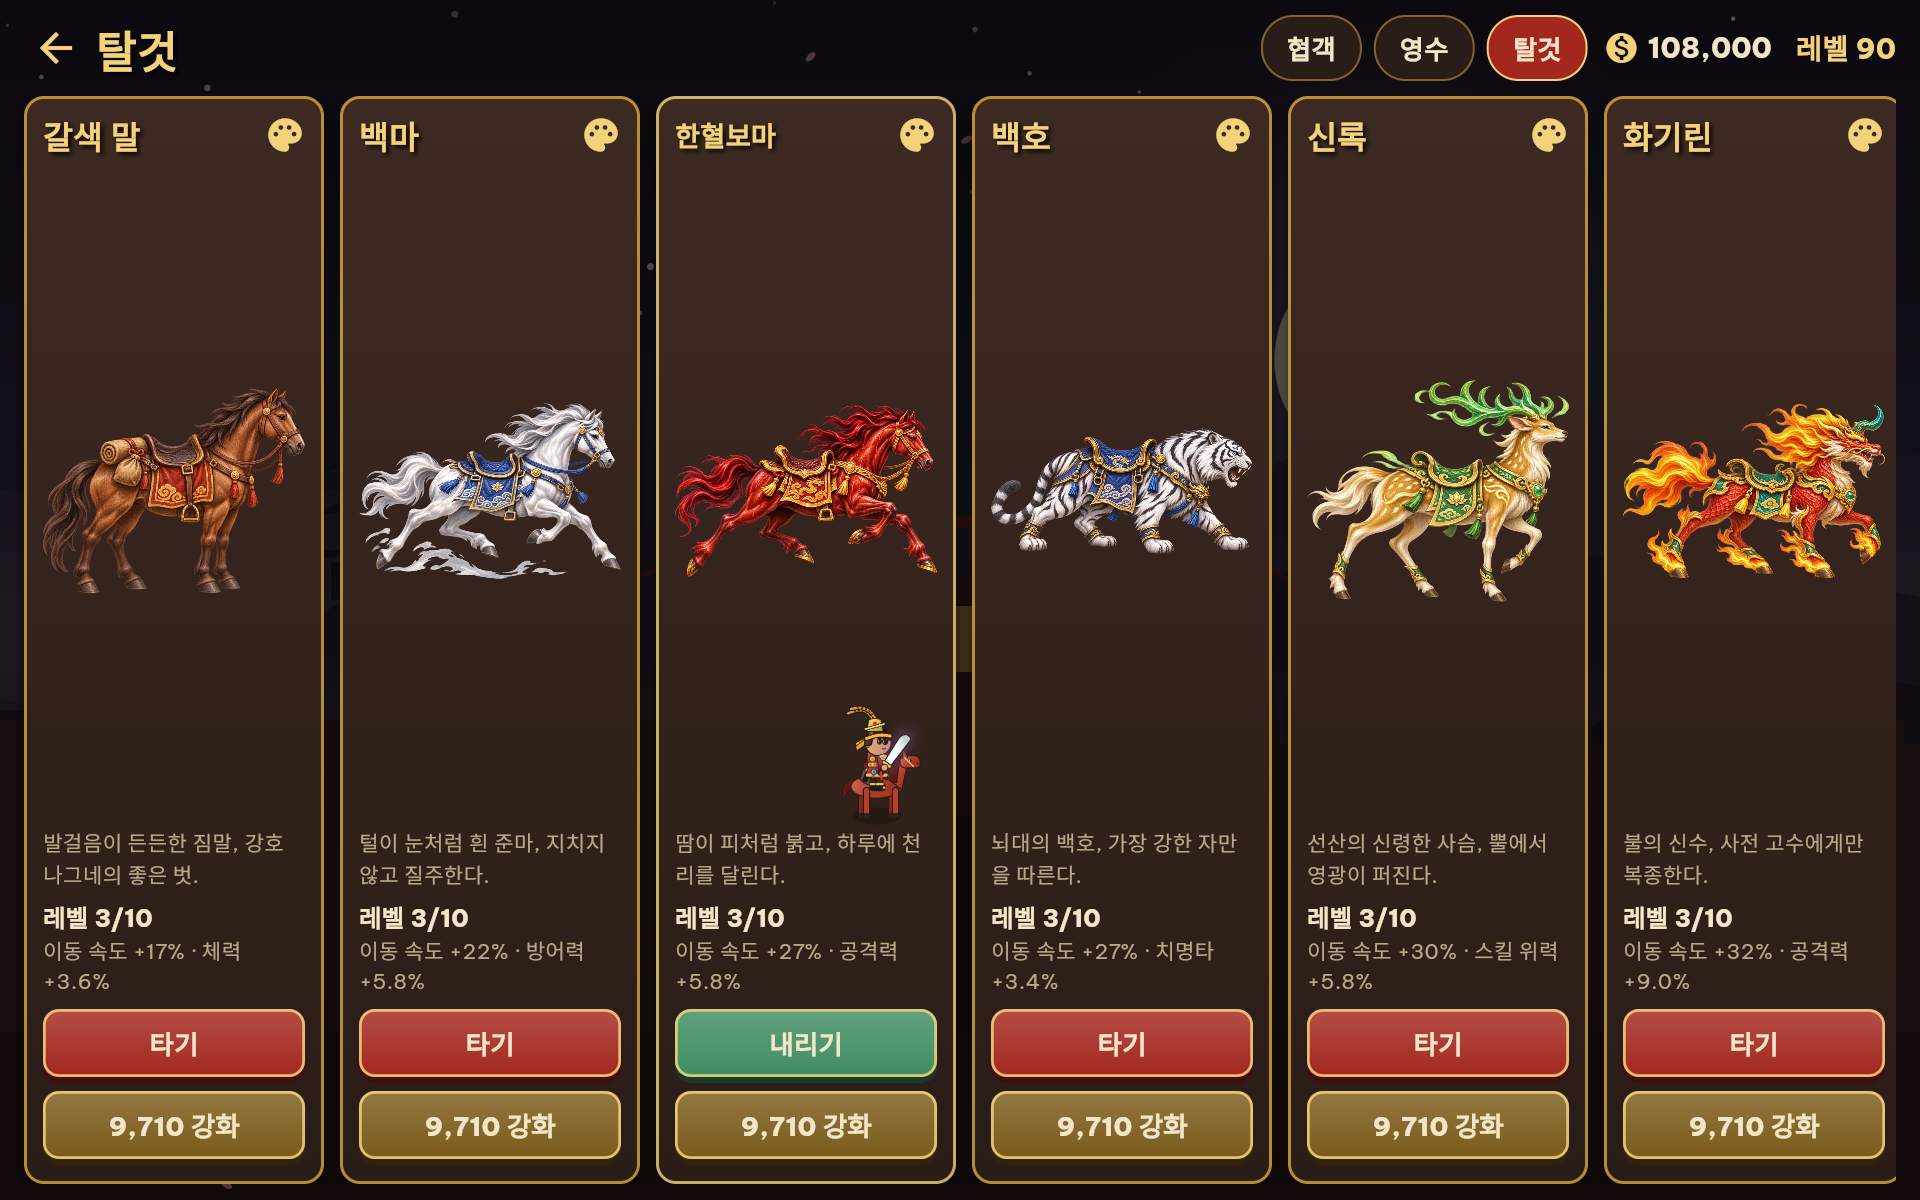 탈것
협객
영수
탈것
108,000
레벨 90
갈색 말
발걸음이 든든한 짐말, 강호
나그네의 좋은 벗.
레벨 3/10
이동 속도 +17% · 체력
+3.6%
타기
9,710 강화
백마
털이 눈처럼 흰 준마, 지치지
않고 질주한다.
레벨 3/10
이동 속도 +22% · 방어력
+5.8%
타기
9,710 강화
한혈보마
땀이 피처럼 붉고, 하루에 천
리를 달린다.
레벨 3/10
이동 속도 +27% · 공격력
+5.8%
내리기
9,710 강화
백호
뇌대의 백호, 가장 강한 자만
을 따른다.
레벨 3/10
이동 속도 +27% · 치명타
+3.4%
타기
9,710 강화
신록
선산의 신령한 사슴, 뿔에서
영광이 퍼진다.
레벨 3/10
이동 속도 +30% · 스킬 위력
+5.8%
타기
9,710 강화
화기린
불의 신수, 사전 고수에게만
복종한다.
레벨 3/10
이동 속도 +32% · 공격력
+9.0%
타기
9,710 강화